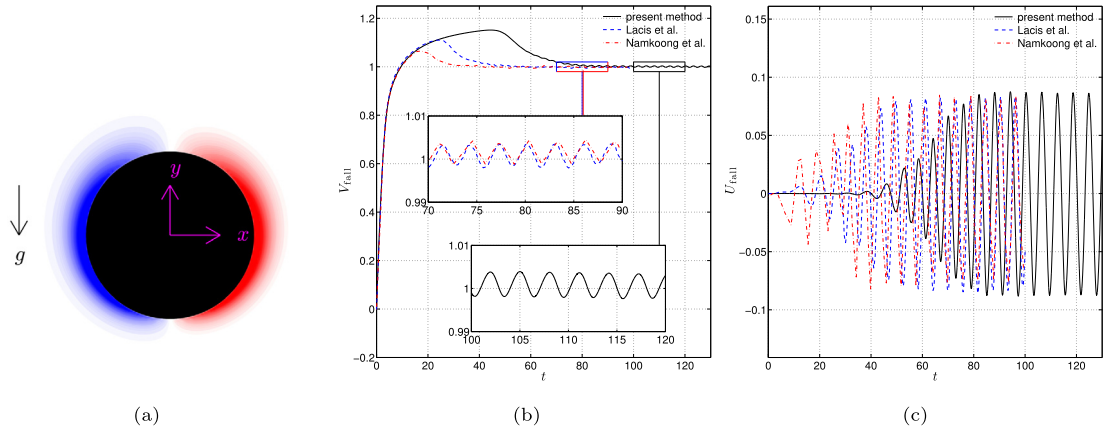 y
x
g
(a)
1.2
1
0.8
0.6
0.4
0.2
0
−0.2
V_fall
0 20 40 60 80 100 120
t
present method
Lacis et al.
Namkoong et al.
1.01
1
0.99
70 75 80 85 90
1.01
1
0.99
100 105 110 115 120
(b)
0.15
0.1
0.05
0
−0.05
−0.1
U_fall
0 20 40 60 80 100 120
t
present method
Lacis et al.
Namkoong et al.
(c)